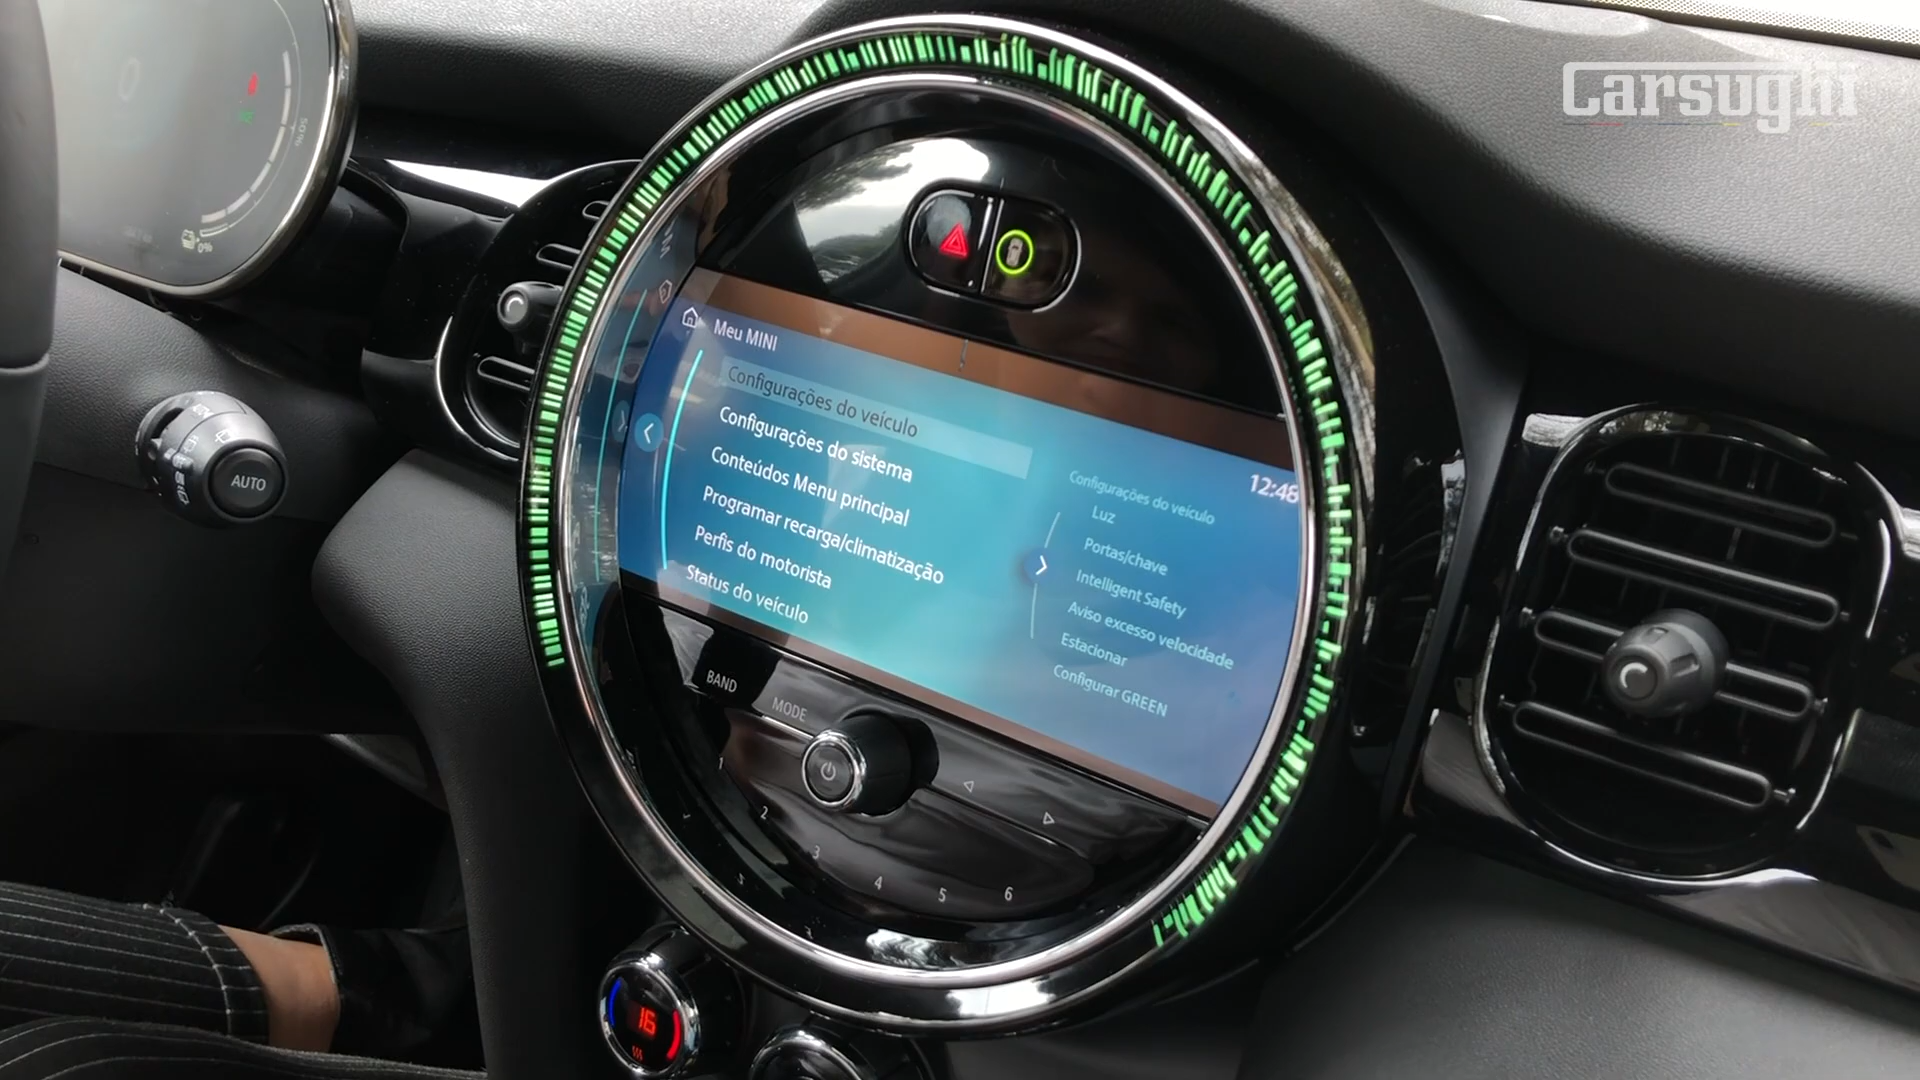 Carsughi
50%
0%
AUTO
Meu MINI
Configurações do veículo
Configurações do sistema
Conteúdos Menu principal
Programar recarga/climatização
Perfis do motorista
Status do veículo
12:48
Configurações do veículo
Luz
Portas/chave
Intelligent Safety
Aviso excesso velocidade
Estacionar
Configurar GREEN
BAND
MODE
1
2
3
4
5
6
16